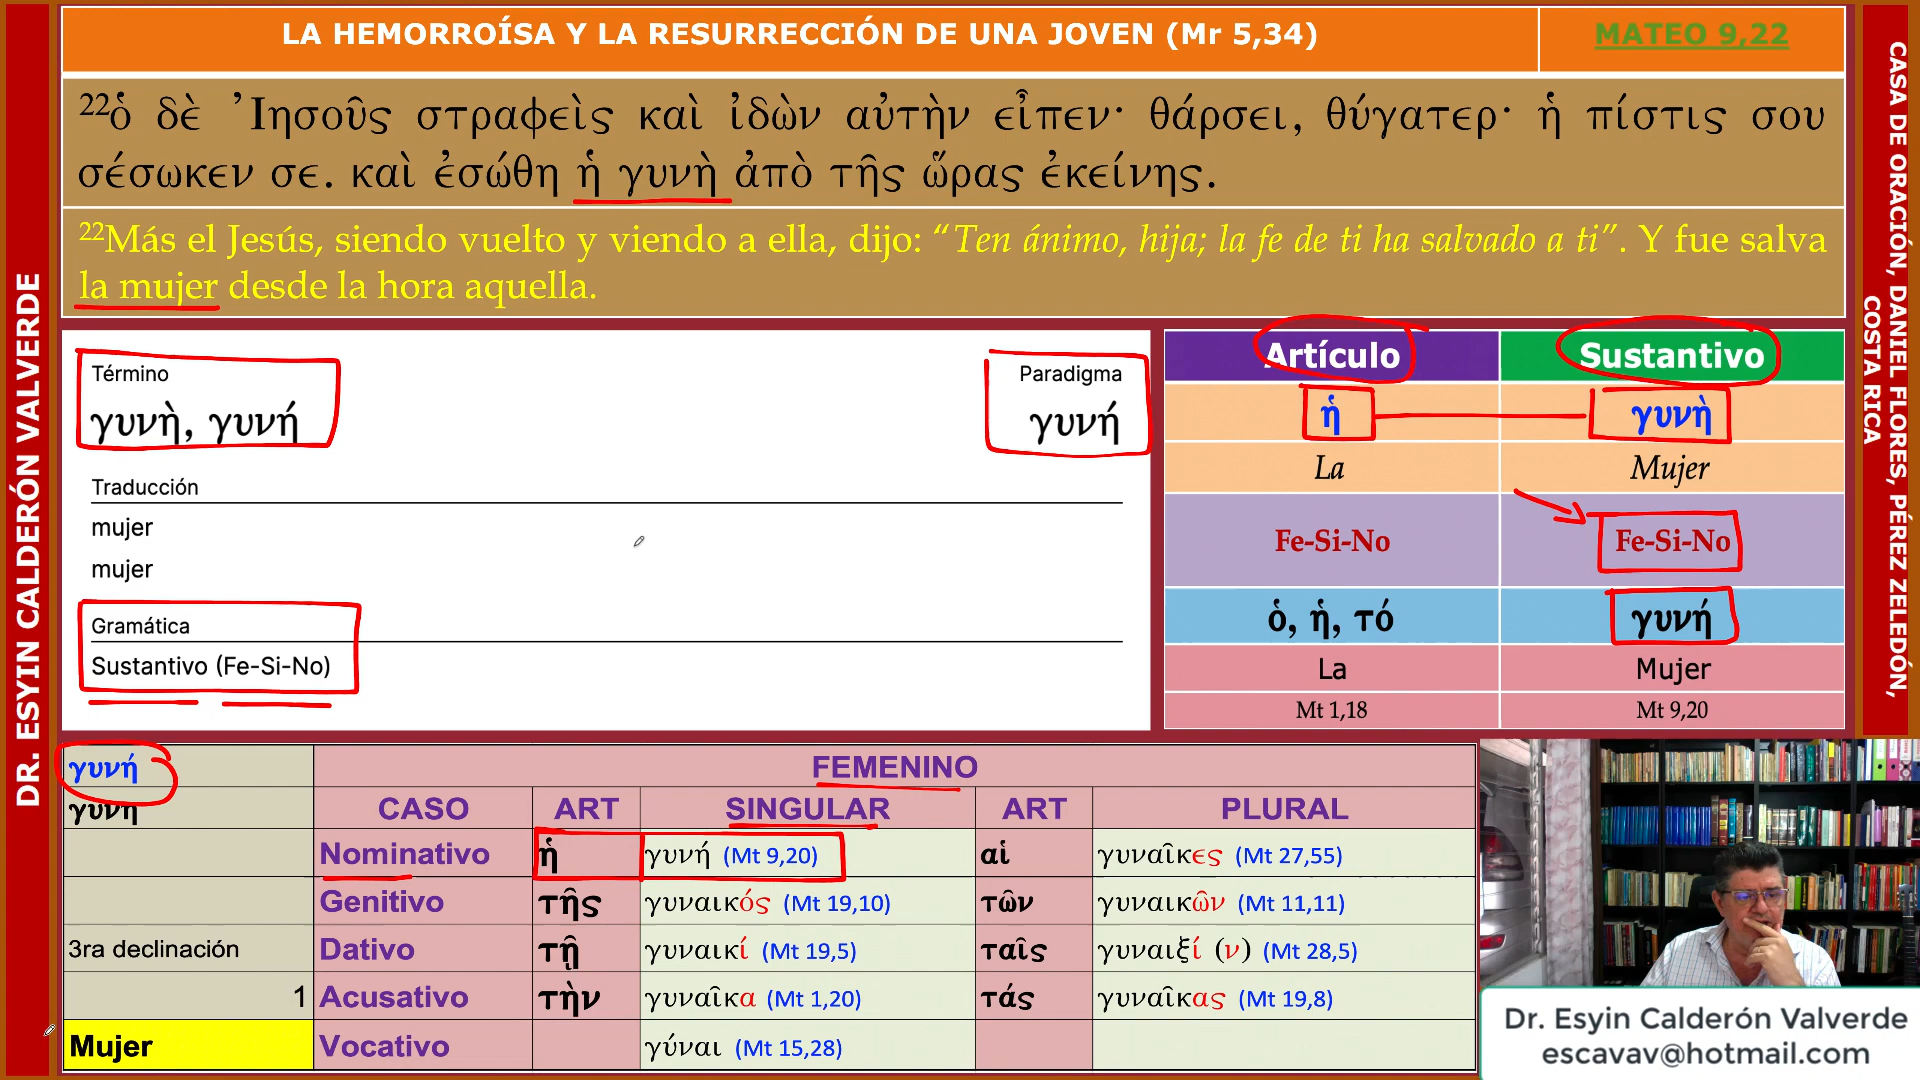 LA HEMORROÍSA Y LA RESURRECCIÓN DE UNA JOVEN (Mr 5,34)
MATEO 9,22
22ὁ δὲ Ἰησοῦς στραφεὶς καὶ ἰδὼν αὐτὴν εἶπεν· θάρσει, θύγατερ· ἡ πίστις σου
σέσωκεν σε. καὶ ἐσώθη ἡ γυνὴ ἀπὸ τῆς ὥρας ἐκείνης.
22Más el Jesús, siendo vuelto y viendo a ella, dijo: “Ten ánimo, hija; la fe de ti ha salvado a ti”. Y fue salva
la mujer desde la hora aquella.
DR. ESYIN CALDERÓN VALVERDE
CASA DE ORACIÓN, DANIEL FLORES, PÉREZ ZELEDÓN,
COSTA RICA
Término
γυνὴ, γυνή
Paradigma
γυνή
Traducción
mujer
mujer
Gramática
Sustantivo (Fe-Si-No)
Artículo Sustantivo
ἡ γυνὴ
La Mujer
Fe-Si-No Fe-Si-No
ὁ, ἡ, τό γυνή
La Mujer
Mt 1,18 Mt 9,20
γυνή FEMENINO
γυνη CASO ART SINGULAR ART PLURAL
Nominativo ἡ γυνή (Mt 9,20) αἱ γυναῖκες (Mt 27,55)
Genitivo τῆς γυναικός (Mt 19,10) τῶν γυναικῶν (Mt 11,11)
3ra declinación Dativo τῇ γυναικί (Mt 19,5) ταῖς γυναιξί (ν) (Mt 28,5)
1 Acusativo τὴν γυναῖκα (Mt 1,20) τάς γυναῖκας (Mt 19,8)
Mujer Vocativo γύναι (Mt 15,28)
Dr. Esyin Calderón Valverde
escavav@hotmail.com